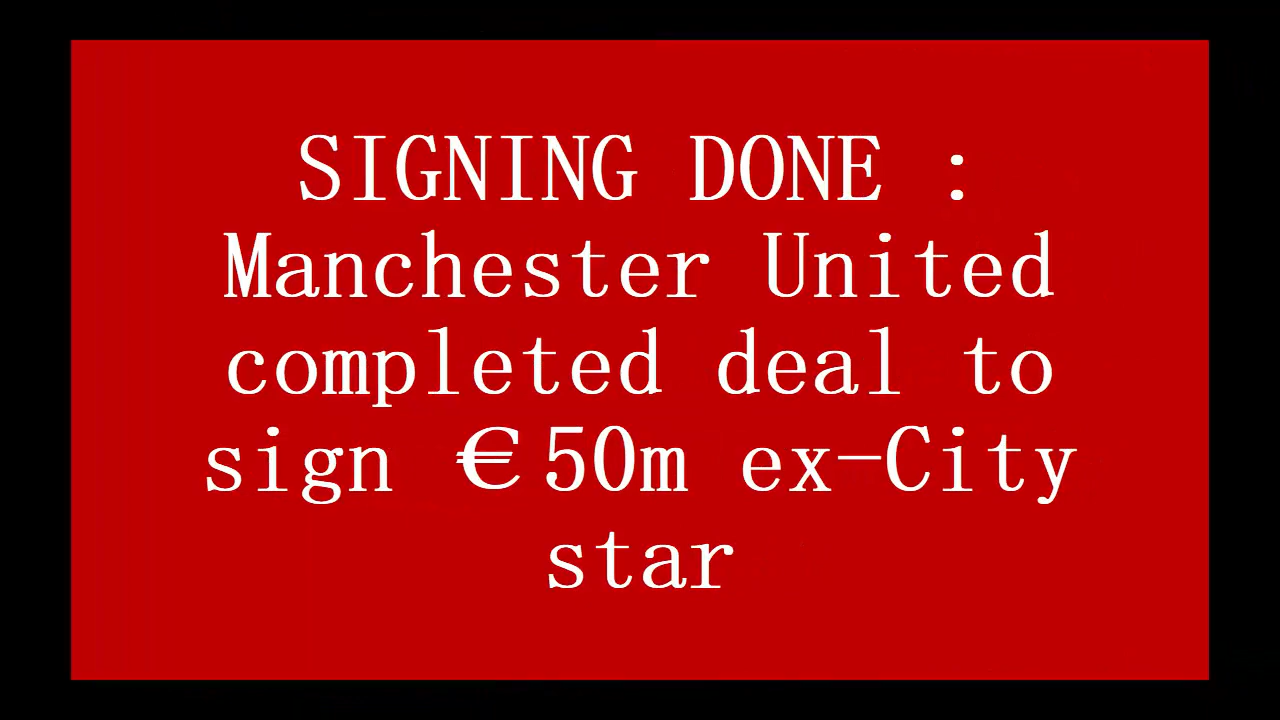 SIGNING DONE :
Manchester United
completed deal to
sign €50m ex-City
star